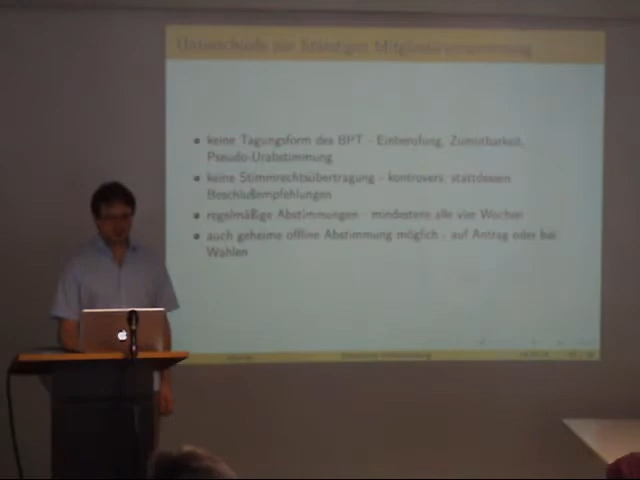 Unterschiede zur Ständigen Mitgliederversammlung
keine Tagungsform des BPT - Einberufung, Zumutbarkeit,
Pseudo-Urabstimmung
keine Stimmrechtsübertragung - kontrovers, stattdessen
Beschlußempfehlungen
regelmäßige Abstimmungen - mindestens alle vier Wochen
auch geheime offline Abstimmung möglich - auf Antrag oder bei
Wahlen